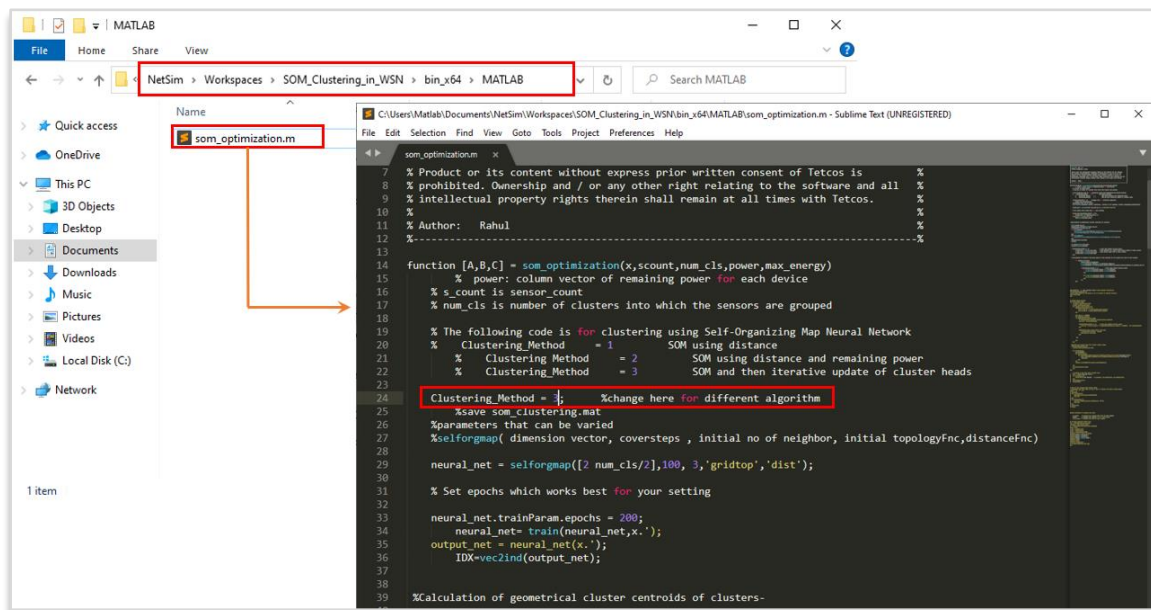 MATLAB
File Home Share View
NetSim › Workspaces › SOM_Clustering_in_WSN › bin_x64 › MATLAB
Search MATLAB
Quick access
OneDrive
This PC
3D Objects
Desktop
Documents
Downloads
Music
Pictures
Videos
Local Disk (C:)
Network
1 item
Name
som_optimization.m
C:\Users\Matlab\Documents\NetSim\Workspaces\SOM_Clustering_in_WSN\bin_x64\MATLAB\som_optimization.m - Sublime Text (UNREGISTERED)
File Edit Selection Find View Goto Tools Project Preferences Help
som_optimization.m ×
7 % Product or its content without express prior written consent of Tetcos is %
8 % prohibited. Ownership and / or any other right relating to the software and all %
9 % intellectual property rights therein shall remain at all times with Tetcos. %
10 % %
11 % Author: Rahul %
12 %---------------------------------------------------------------------------%
13
14 function [A,B,C] = som_optimization(x,scount,num_cls,power,max_energy)
15 % power: column vector of remaining power for each device
16 % s_count is sensor_count
17 % num_cls is number of clusters into which the sensors are grouped
18
19 % The following code is for clustering using Self-Organizing Map Neural Network
20 % Clustering_Method = 1 SOM using distance
21 % Clustering Method = 2 SOM using distance and remaining power
22 % Clustering_Method = 3 SOM and then iterative update of cluster heads
23
24 Clustering_Method = 3; %change here for different algorithm
25 %save som_clustering.mat
26 %parameters that can be varied
27 %selforgmap( dimension vector, coversteps , initial no of neighbor, initial topologyFnc,distanceFnc)
28
29 neural_net = selforgmap([2 num_cls/2],100, 3,'gridtop','dist');
30
31 % Set epochs which works best for your setting
32
33 neural_net.trainParam.epochs = 200;
34 neural_net= train(neural_net,x.');
35 output_net = neural_net(x.');
36 IDX=vec2ind(output_net);
37
38
39 %Calculation of geometrical cluster centroids of clusters-